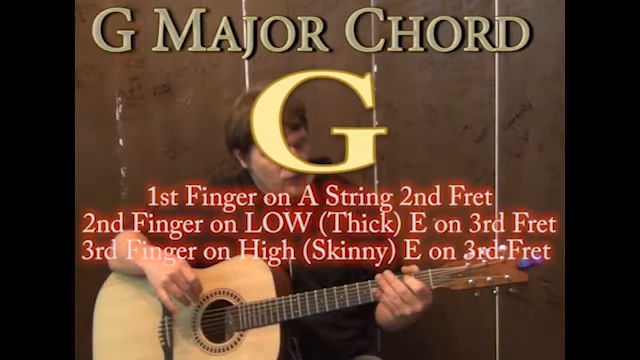 G Major Chord
G
1st Finger on A String 2nd Fret
2nd Finger on LOW (Thick) E on 3rd Fret
3rd Finger on High (Skinny) E on 3rd Fret